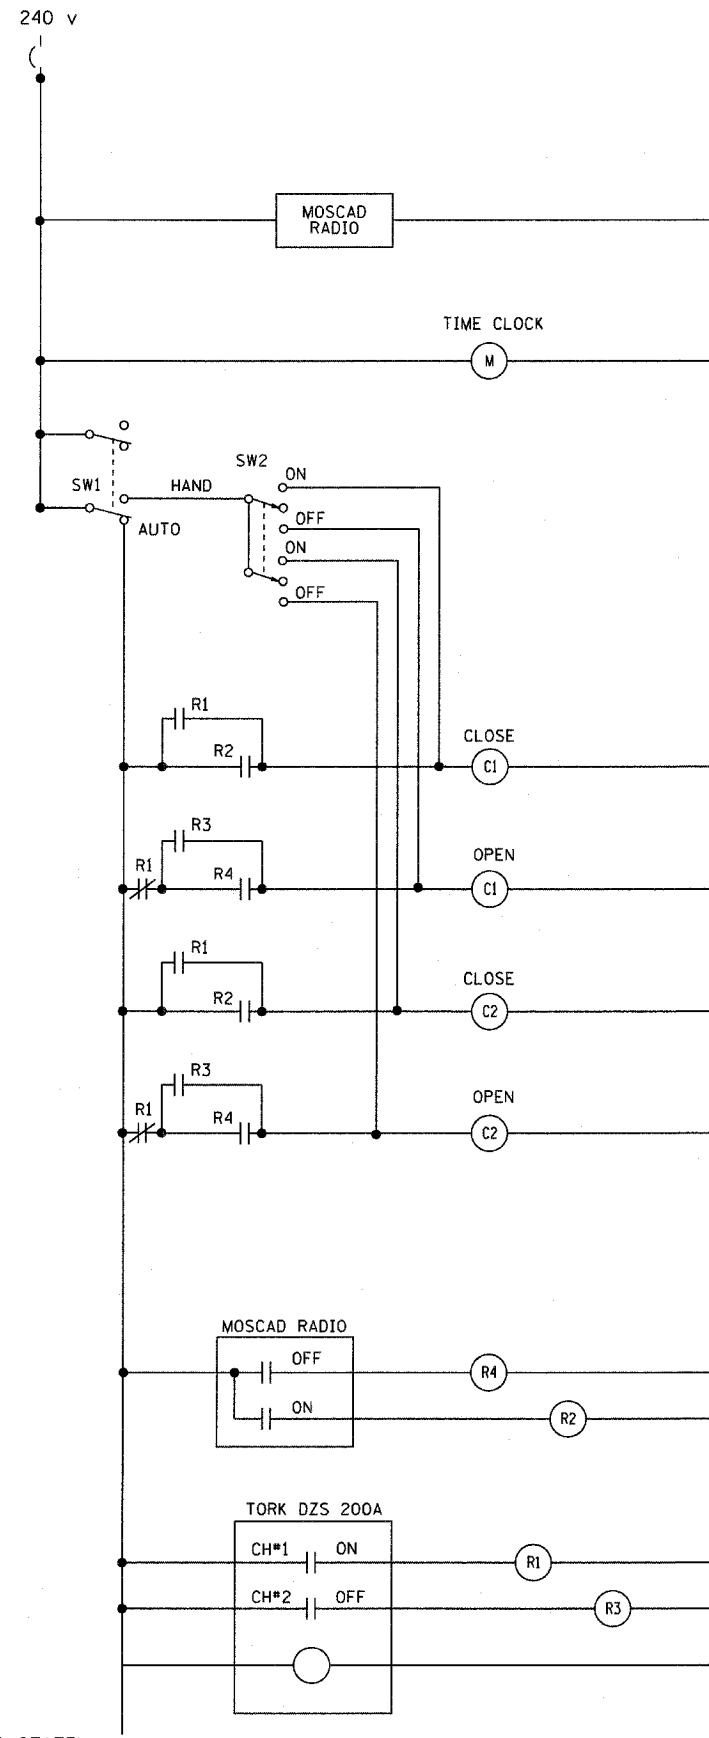 240 v
MOSCAD
RADIO
TIME CLOCK
M
SW2
ON
SW1
HAND
OFF
AUTO
ON
OFF
R1
CLOSE
R2
C1
R3
OPEN
R1
R4
C1
R1
CLOSE
R2
C2
R3
OPEN
R1
R4
C2
MOSCAD RADIO
OFF
R4
ON
R2
TORK DZS 200A
CH#1
ON
R1
CH#2
OFF
R3